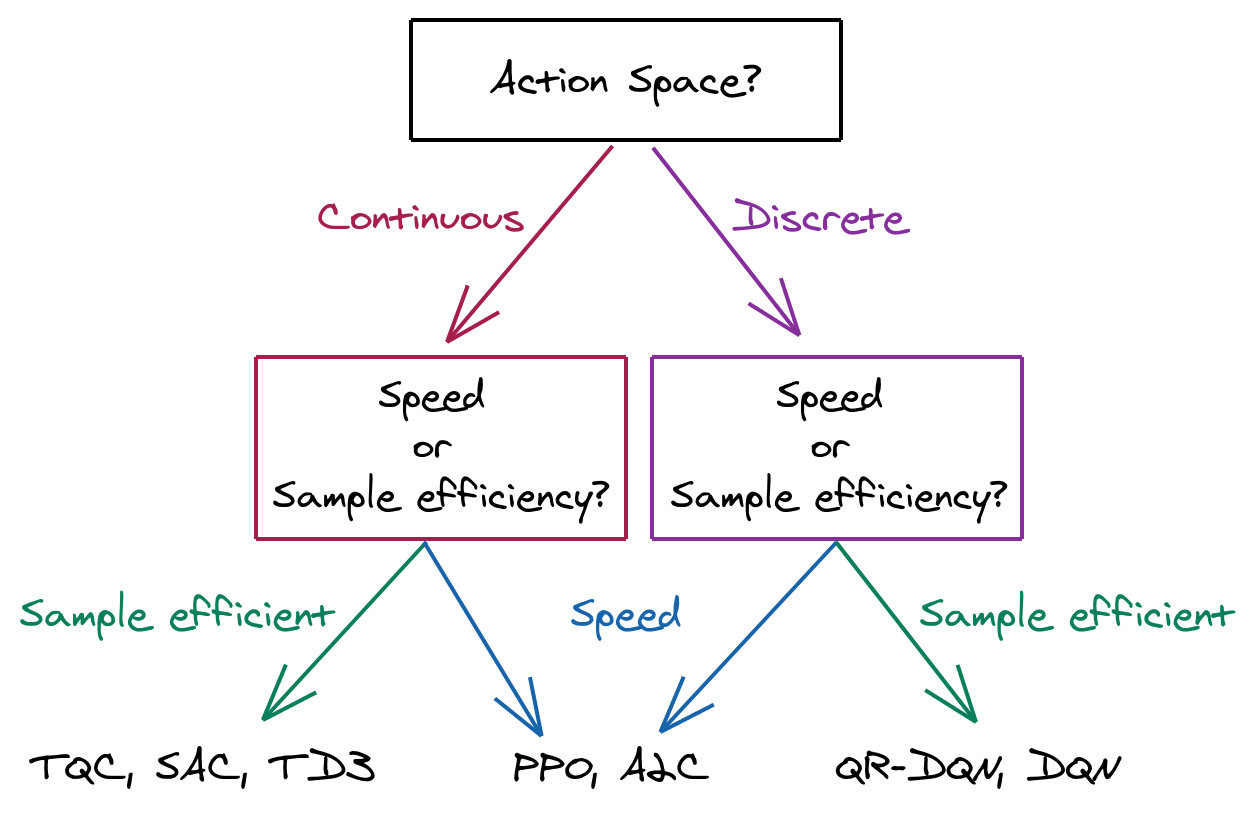 Action Space?
Continuous
Discrete
Speed
or
Sample efficiency?
Speed
or
Sample efficiency?
Sample efficient
Speed
Sample efficient
TQC, SAC, TD3
PPO, A2C
QR-DQN, DQN